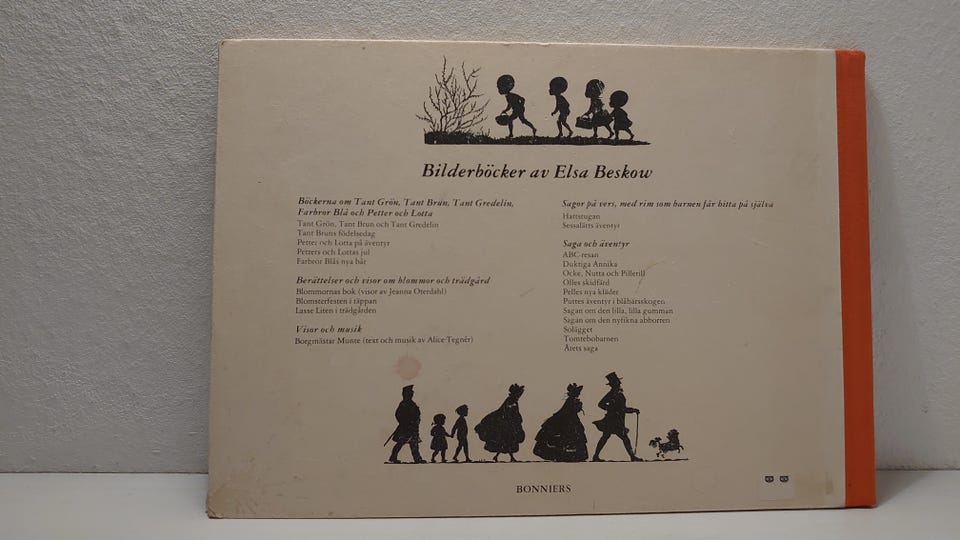 Bilderböcker av Elsa Beskow
Böckerna om Tant Grön, Tant Brun, Tant Gredelin,
Farbror Blå och Petter och Lotta
Tant Grön, Tant Brun och Tant Gredelin
Tant Bruns födelsedag
Petter och Lotta på äventyr
Petters och Lottas jul
Farbror Blås nya båt
Berättelser och visor om blommor och trädgård
Blommornas bok (visor av Jeanna Oterdahl)
Blomsterfesten i täppan
Lasse Liten i trädgården
Visor och musik
Borgmästar Munte (text och musik av Alice Tegnér)
Sagor på vers, med rim som barnen får hitta på själva
Hattstugan
Sessalätts äventyr
Saga och äventyr
ABC-resan
Duktiga Annika
Ocke, Nutta och Pillerill
Olles skidfärd
Pelles nya kläder
Puttes äventyr i blåbärsskogen
Sagan om den lilla, lilla gumman
Sagan om den nyfikna abborren
Solägget
Tomtebobarnen
Årets saga
BONNIERS